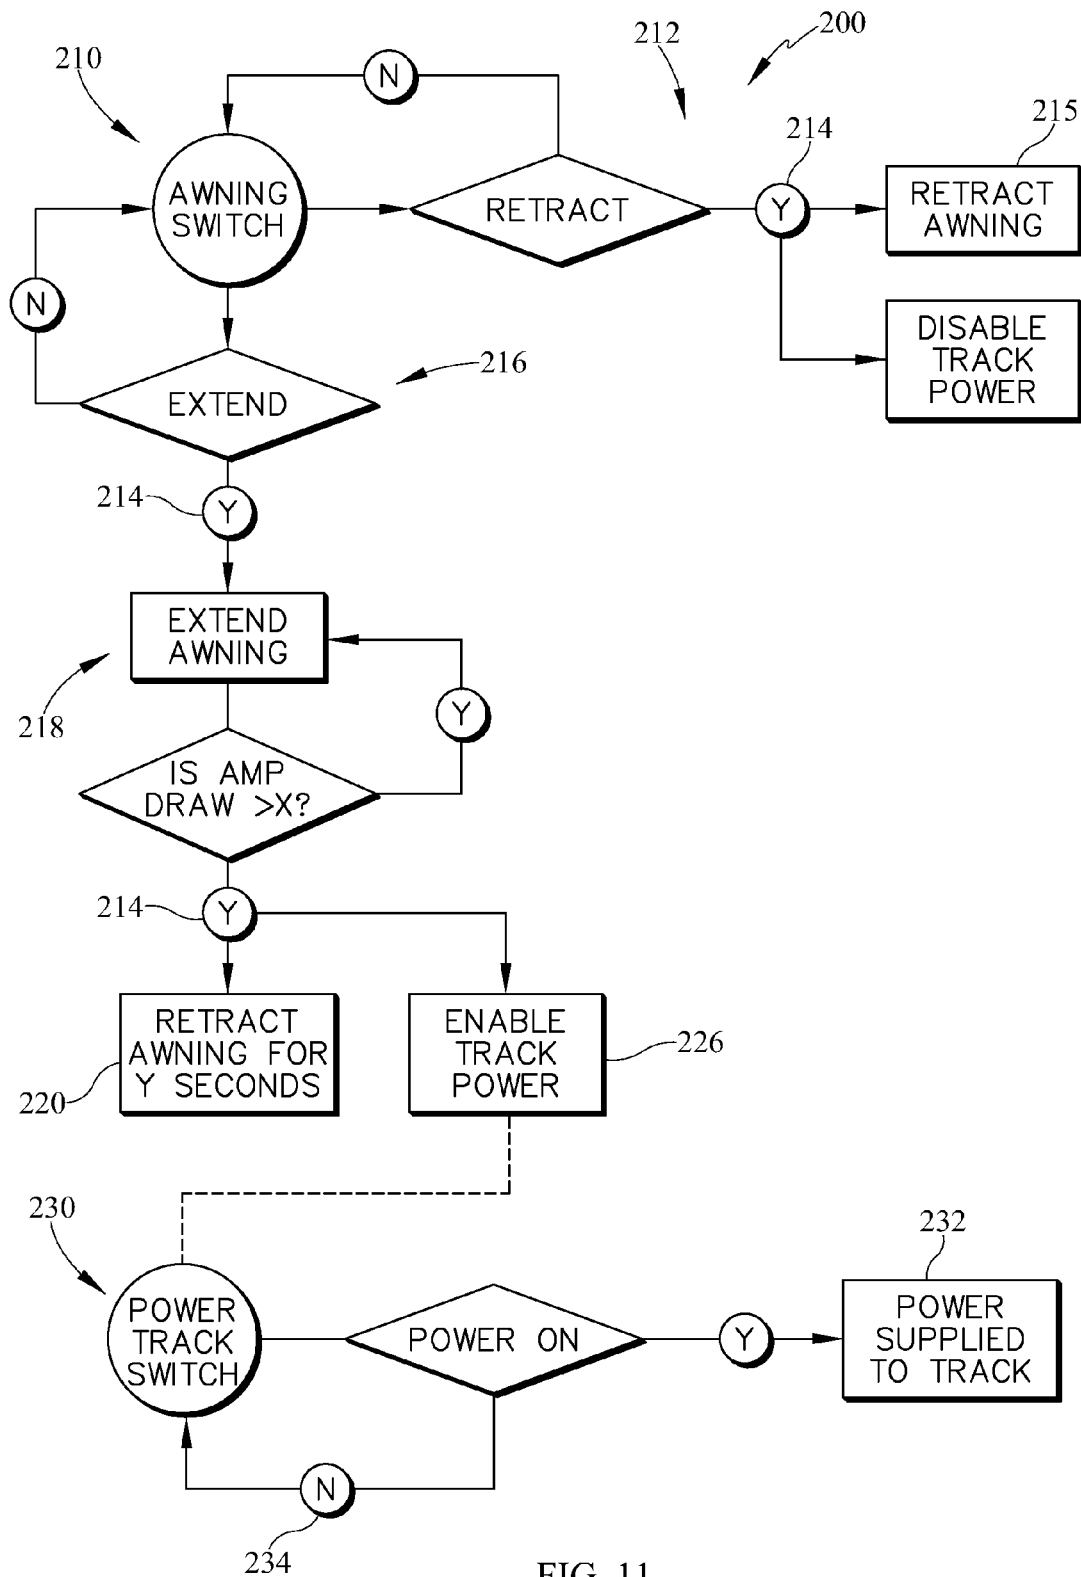 200
210
212
N
214
215
AWNING
SWITCH
RETRACT
Y
RETRACT
AWNING
N
DISABLE
TRACK
POWER
216
EXTEND
214
Y
EXTEND
AWNING
218
Y
IS AMP
DRAW >X?
214
Y
RETRACT
AWNING FOR
Y SECONDS
220
ENABLE
TRACK
POWER
226
230
232
POWER
TRACK
SWITCH
POWER ON
Y
POWER
SUPPLIED
TO TRACK
N
234
FIG. 11